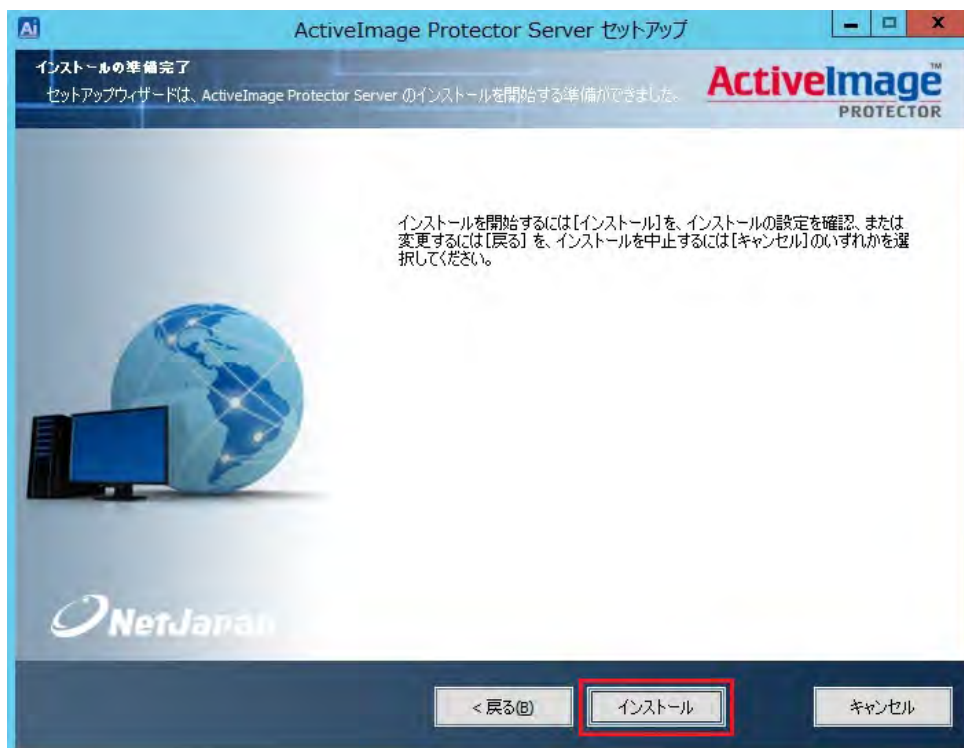 Ai
ActiveImage Protector Server セットアップ
インストールの準備完了
セットアップウィザードは、ActiveImage Protector Server のインストールを開始する準備ができました。
ActiveImage™
PROTECTOR
インストールを開始するには[インストール]を、インストールの設定を確認、または
変更するには[戻る] を、インストールを中止するには[キャンセル]のいずれかを選
択してください。
NetJapan
< 戻る(B)
インストール
キャンセル